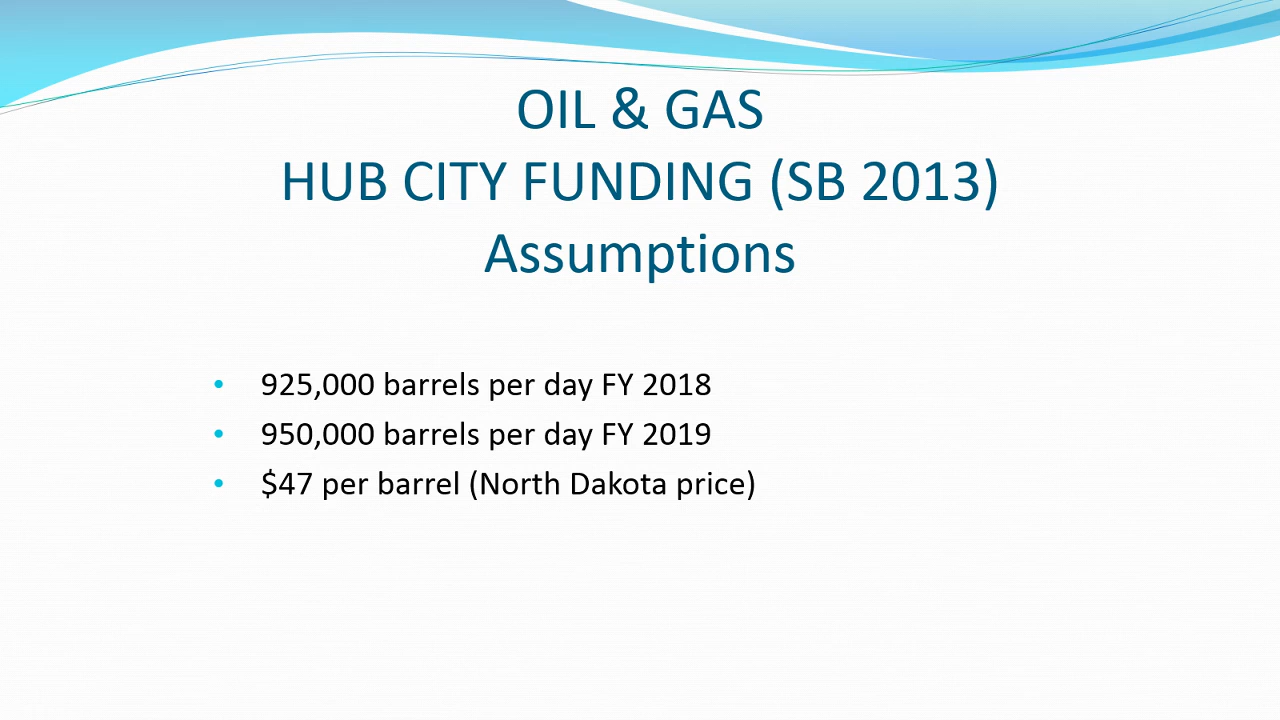 OIL & GAS
HUB CITY FUNDING (SB 2013)
Assumptions
• 925,000 barrels per day FY 2018
• 950,000 barrels per day FY 2019
• $47 per barrel (North Dakota price)